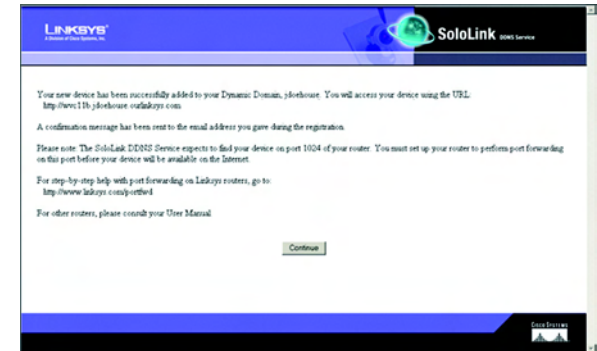 LINKSYS®
A Division of Cisco Systems, Inc.
SoloLink DDNS Service
Your new device has been successfully added to your Dynamic Domain, jdoehouse. You will access your device using the URL:
http://wvc11b.jdoehouse.ourlinksys.com.
A confirmation message has been sent to the email address you gave during the registration.
Please note: The SoloLink DDNS Service expects to find your device on port 1024 of your router. You must set up your router to perform port forwarding
on this port before your device will be available on the Internet.
For step-by-step help with port forwarding on Linksys routers, go to:
http://www.linksys.com/portfwd
For other routers, please consult your User Manual
Continue
CISCO SYSTEMS